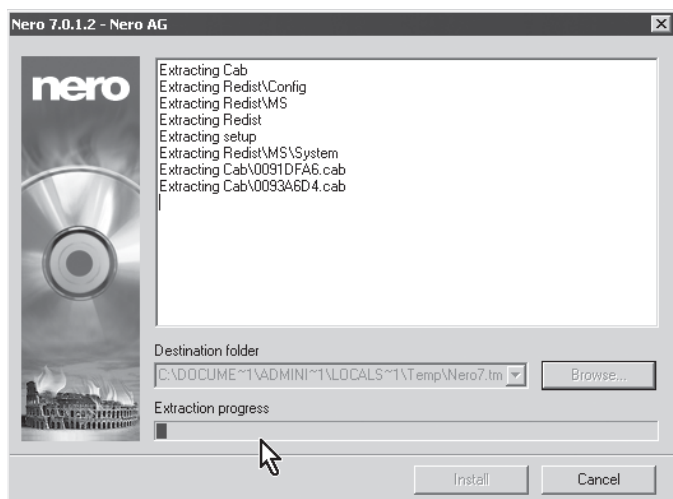 Nero 7.0.1.2 - Nero AG
nero
Extracting Cab
Extracting Redist\Config
Extracting Redist\MS
Extracting Redist
Extracting setup
Extracting Redist\MS\System
Extracting Cab\0091DFA6.cab
Extracting Cab\0093A6D4.cab
Destination folder
C:\DOCUME~1\ADMINI~1\LOCALS~1\Temp\Nero7.tm
Browse...
Extraction progress
Install
Cancel